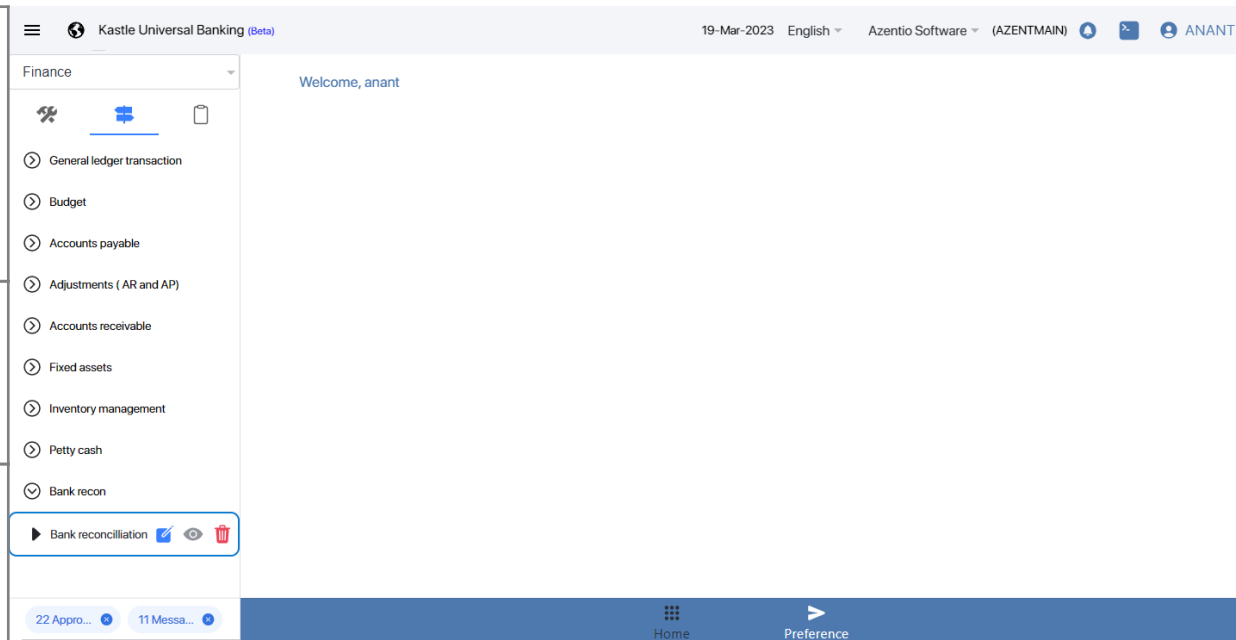 Kastle Universal Banking (Beta)
19-Mar-2023 English Azentio Software (AZENTMAIN) ANANT
Finance
Welcome, anant
General ledger transaction
Budget
Accounts payable
Adjustments ( AR and AP)
Accounts receivable
Fixed assets
Inventory management
Petty cash
Bank recon
Bank reconcilliation
22 Appro... 11 Messa...
Home Preference